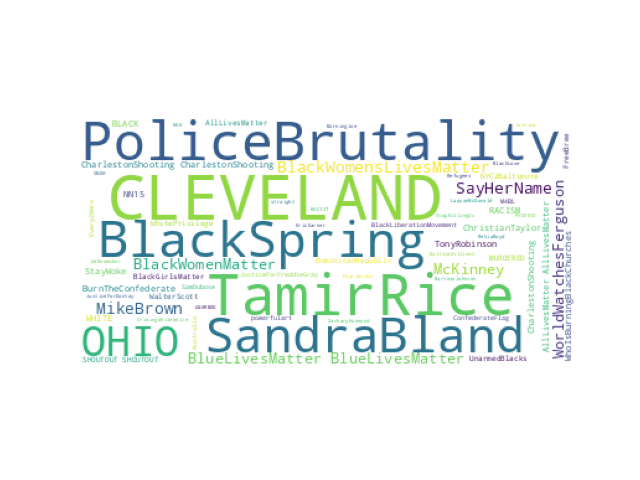 BLACK
AllLivesMatter
PoliceBrutality
CharlestonShooting CharlestonShooting
BlackWomensLivesMatter
FreeBree
CLEVELAND
NYC2Baltimore
NN15
SayHerName
WhitePrivilege
RACISM
BlackLiberationMovement
ChristianTaylor
BlackSpring
TonyRobinson
BlackWomenMatter
StayWoke
McKinney
MURDERED
BlackGirlsMatter
JusticeForFreddieGray
BurnTheConfederate
SamDubose
TamirRice
WalterScott
MikeBrown
WHITE
powerfulart
ConfederateFlag
OHIO
SandraBland
Australia
SHOUTOUT SHOUTOUT
BlueLivesMatter BlueLivesMatter
UnarmedBlacks
CharlestonShooting
AllLivesMatter AllLivesMatter
WorldWatchesFerguson
WhoIsBurningBlackChurches